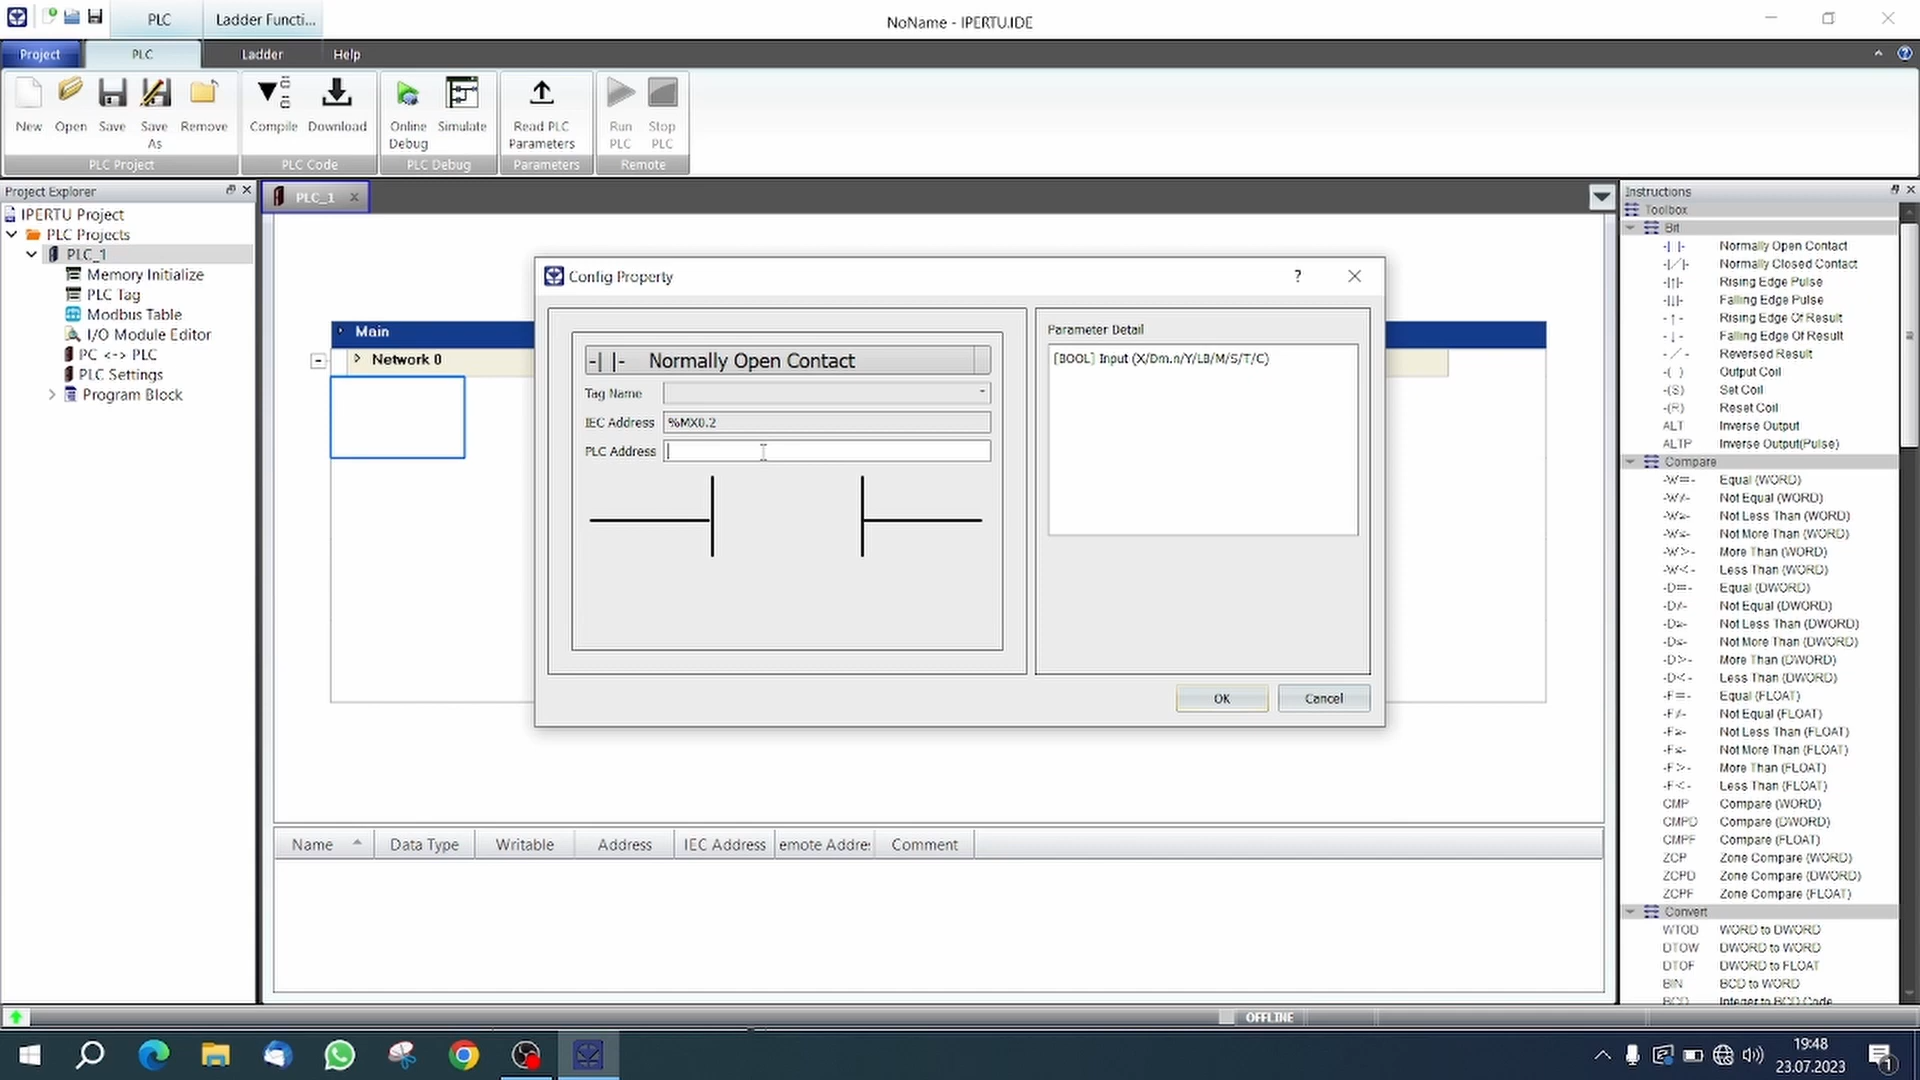 PLC
Ladder Functi...
NoName - IPERTU.IDE
Project
PLC
Ladder
Help
New
Open
Save
Save As
Remove
Compile
Download
Online Debug
Simulate
Read PLC Parameters
Run PLC
Stop PLC
PLC Project
PLC Code
PLC Debug
Parameters
Remote
Project Explorer
IPERTU Project
PLC Projects
PLC_1
Memory Initialize
PLC Tag
Modbus Table
I/O Module Editor
PC <-> PLC
PLC Settings
Program Block
PLC_1
Main
Network 0
Config Property
?
-| |- Normally Open Contact
Tag Name
IEC Address %MX0.2
PLC Address
Parameter Detail
[BOOL] Input (X/Dm.n/Y/LB/M/S/T/C)
OK
Cancel
Name
Data Type
Writable
Address
IEC Address
emote Addre:
Comment
Instructions
Toolbox
Bit
-| |- Normally Open Contact
-|/|- Normally Closed Contact
-|↑|- Rising Edge Pulse
-|↓|- Falling Edge Pulse
-↑- Rising Edge Of Result
-↓- Falling Edge Of Result
-/- Reversed Result
-( ) Output Coil
-(S) Set Coil
-(R) Reset Coil
ALT Inverse Output
ALTP Inverse Output(Pulse)
Compare
-W=- Equal (WORD)
-W≠- Not Equal (WORD)
-W≥- Not Less Than (WORD)
-W≤- Not More Than (WORD)
-W>- More Than (WORD)
-W<- Less Than (WORD)
-D=- Equal (DWORD)
-D≠- Not Equal (DWORD)
-D≥- Not Less Than (DWORD)
-D≤- Not More Than (DWORD)
-D>- More Than (DWORD)
-D<- Less Than (DWORD)
-F=- Equal (FLOAT)
-F≠- Not Equal (FLOAT)
-F≥- Not Less Than (FLOAT)
-F≤- Not More Than (FLOAT)
-F>- More Than (FLOAT)
-F<- Less Than (FLOAT)
CMP Compare (WORD)
CMPD Compare (DWORD)
CMPF Compare (FLOAT)
ZCP Zone Compare (WORD)
ZCPD Zone Compare (DWORD)
ZCPF Zone Compare (FLOAT)
Convert
WTOD WORD to DWORD
DTOW DWORD to WORD
DTOF DWORD to FLOAT
BIN BCD to WORD
BCD Integer to BCD Code
OFFLINE
19:48
23.07.2023
1